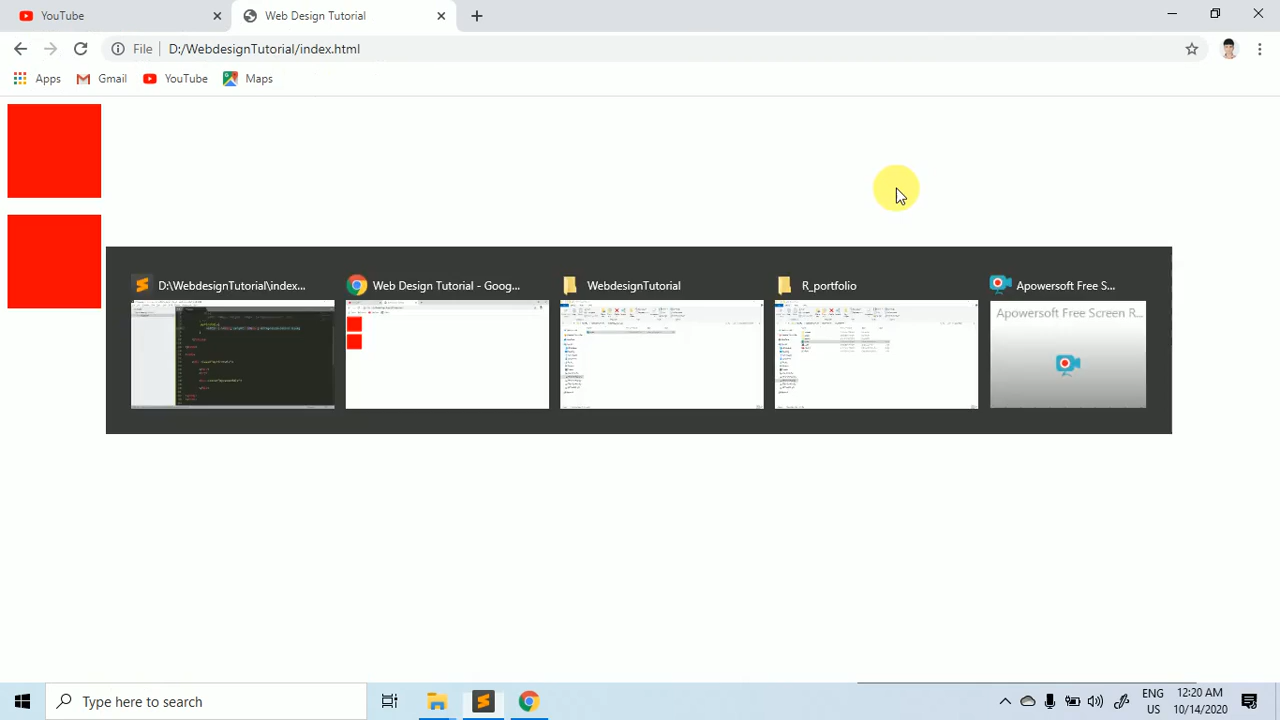 YouTube
Web Design Tutorial
File
D:/WebdesignTutorial/index.html
Apps
Gmail
YouTube
Maps
D:\WebdesignTutorial\index...
Web Design Tutorial - Goog...
WebdesignTutorial
R_portfolio
Apowersoft Free S...
Apowersoft Free Screen R...
Type here to search
ENG
US
:20 AM
10/14/2020